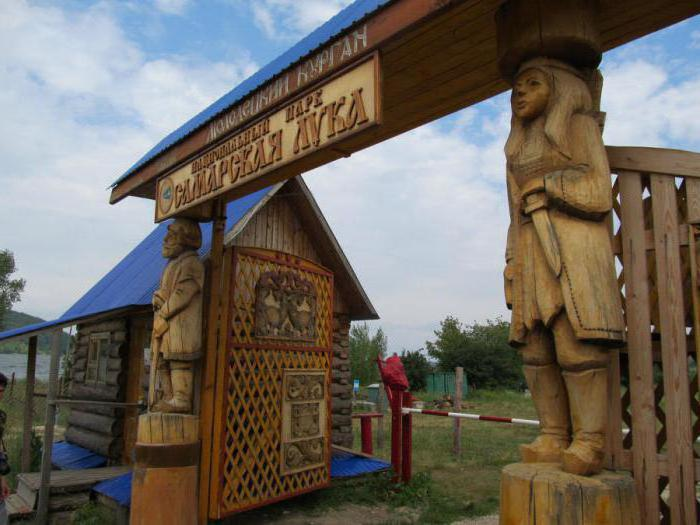 МОЛОДЕЦКИЙ КУРГАН
НАЦИОНАЛЬНЫЙ ПАРК
САМАРСКАЯ ЛУКА